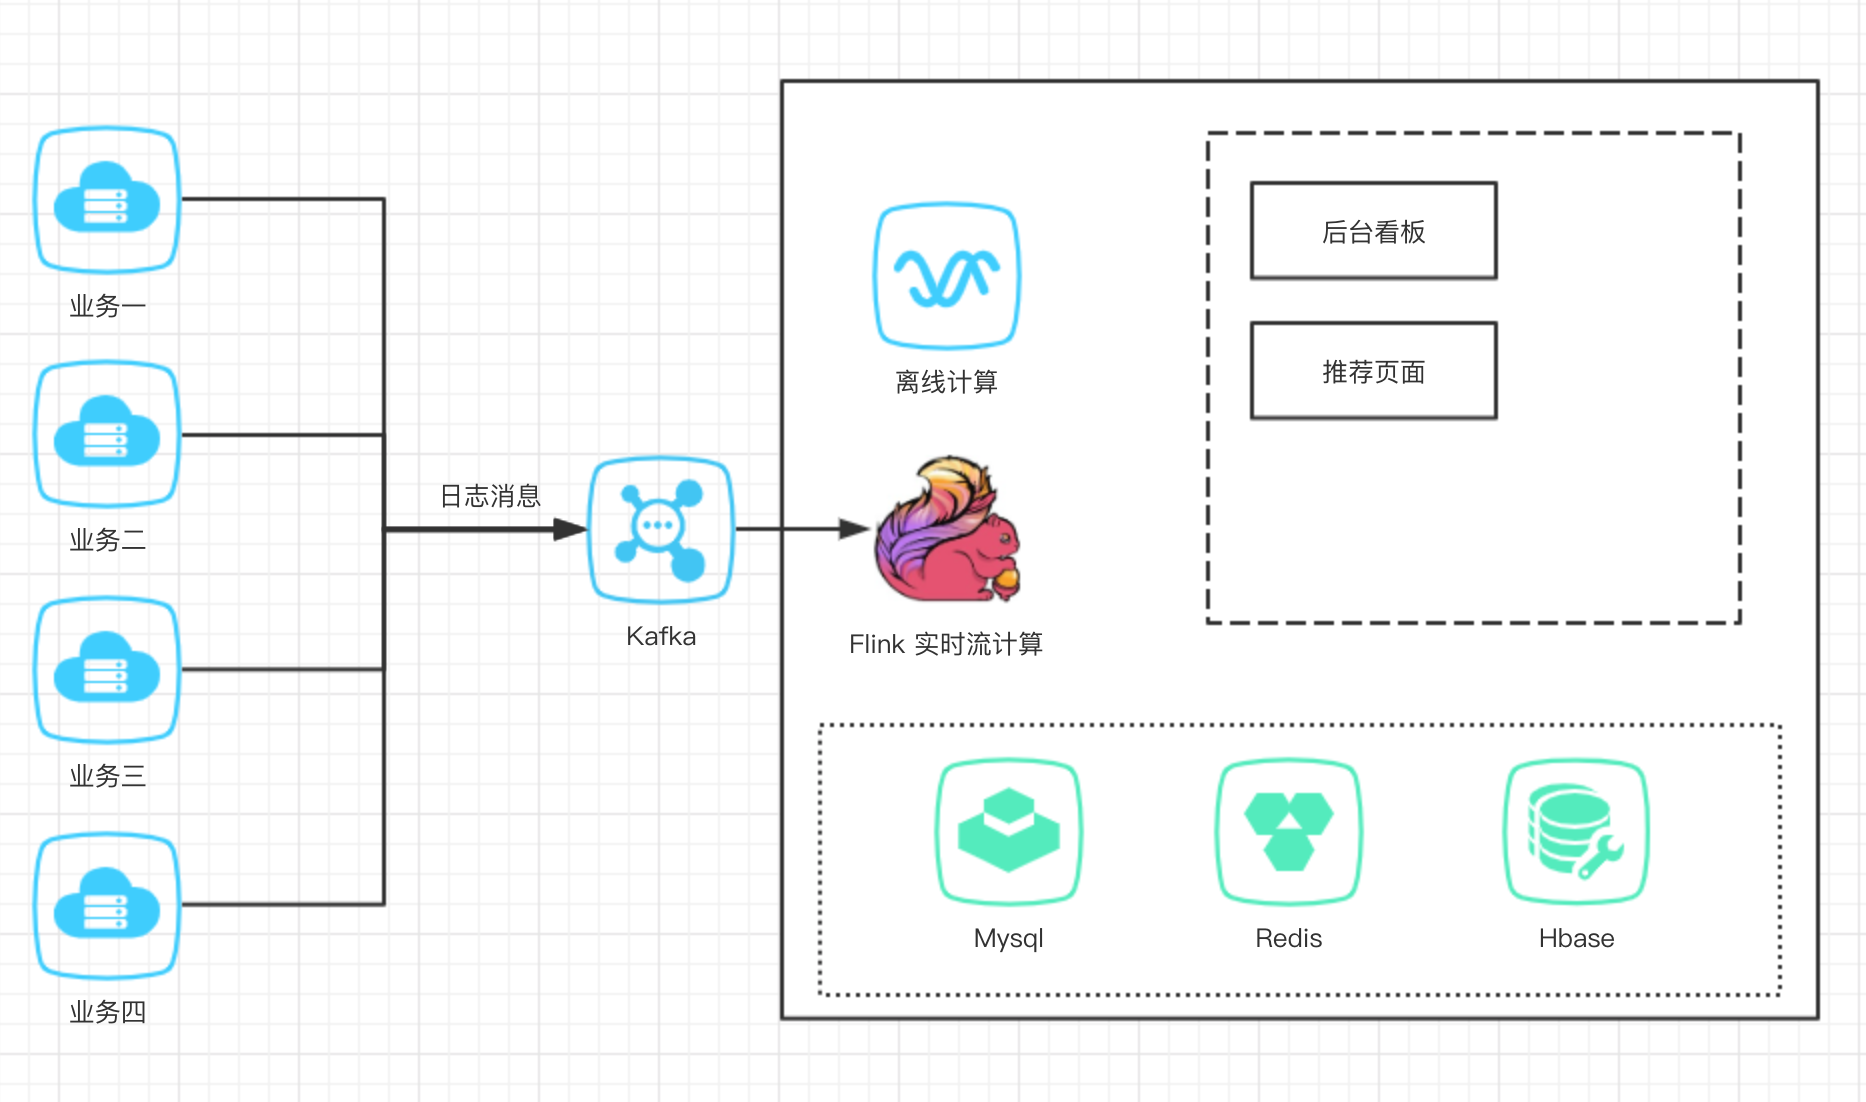 业务一
业务二
业务三
业务四
日志消息
Kafka
离线计算
Flink 实时流计算
后台看板
推荐页面
Mysql
Redis
Hbase